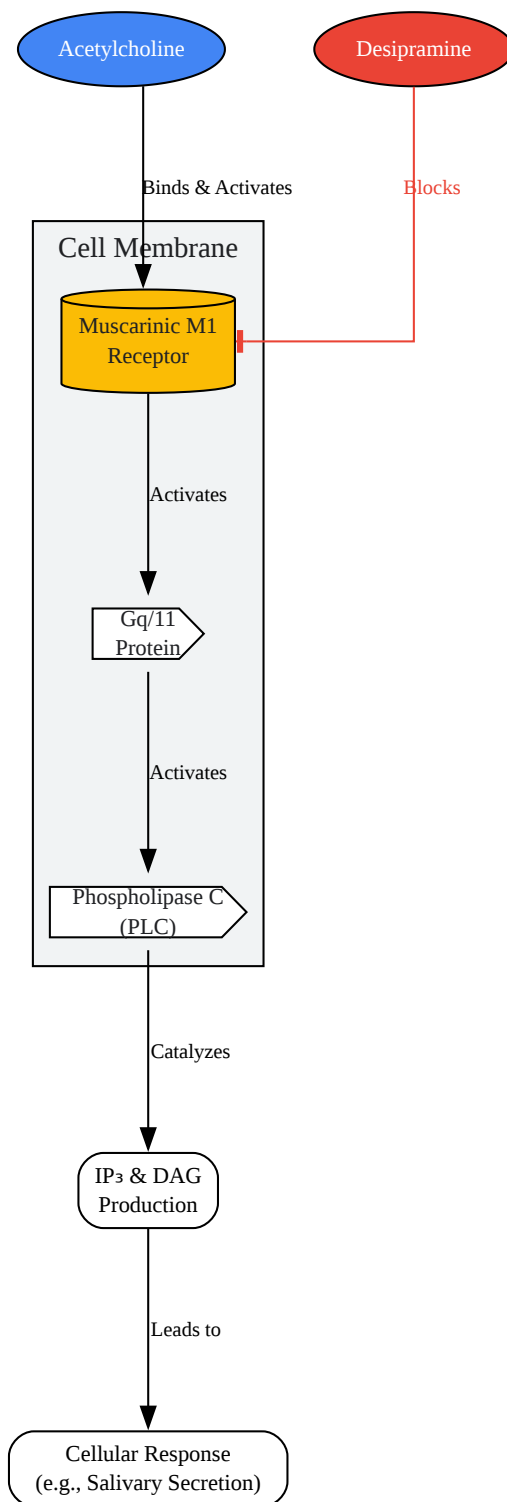 Acetylcholine
Desipramine
Binds & Activates
Blocks
Cell Membrane
Muscarinic M1
Receptor
Activates
Gq/11
Protein
Activates
Phospholipase C
(PLC)
Catalyzes
IP₃ & DAG
Production
Leads to
Cellular Response
(e.g., Salivary Secretion)